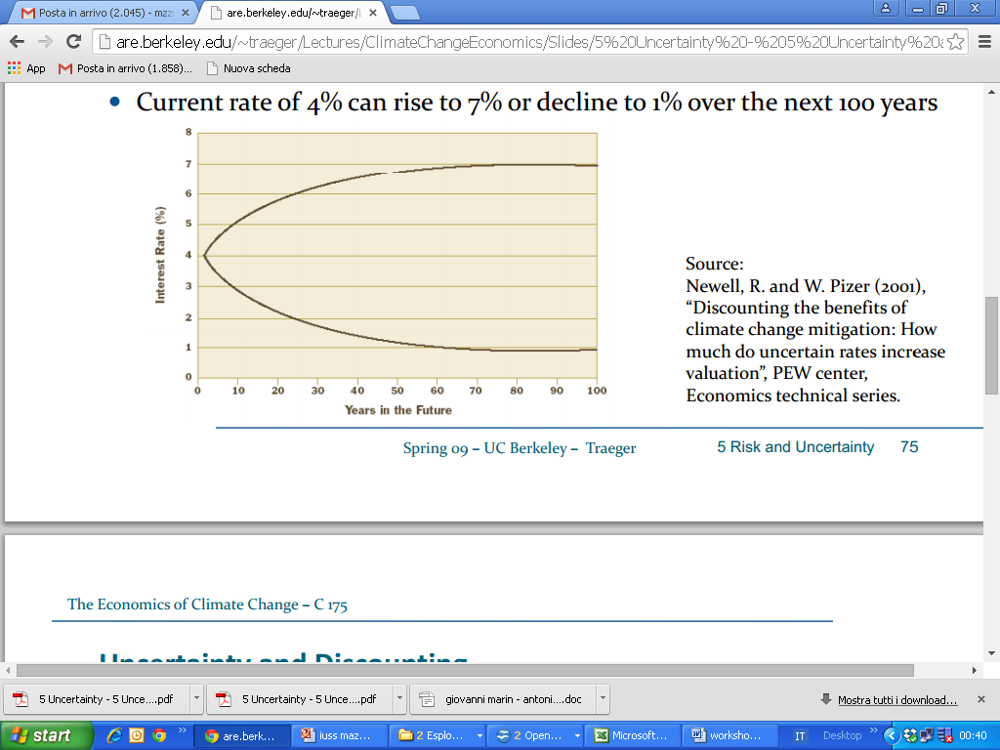 Posta in arrivo (2.045) - mzz
are.berkeley.edu/~traeger/L
are.berkeley.edu/~traeger/Lectures/ClimateChangeEconomics/Slides/5%20Uncertainty%20-%205%20Uncertainty%20a
App
Posta in arrivo (1.858)...
Nuova scheda
• Current rate of 4% can rise to 7% or decline to 1% over the next 100 years
8
7
6
5
4
3
2
1
0
Interest Rate (%)
0 10 20 30 40 50 60 70 80 90 100
Years in the Future
Source:
Newell, R. and W. Pizer (2001),
“Discounting the benefits of
climate change mitigation: How
much do uncertain rates increase
valuation”, PEW center,
Economics technical series.
Spring 09 – UC Berkeley – Traeger
5 Risk and Uncertainty 75
The Economics of Climate Change – C 175
Uncertainty and Discounting
5 Uncertainty - 5 Unce....pdf
5 Uncertainty - 5 Unce....pdf
giovanni marin - antoni....doc
Mostra tutti i download...
start
are.berk...
iuss maz...
2 Esplo...
2 Open...
Microsoft...
worksho...
IT
Desktop
00:40